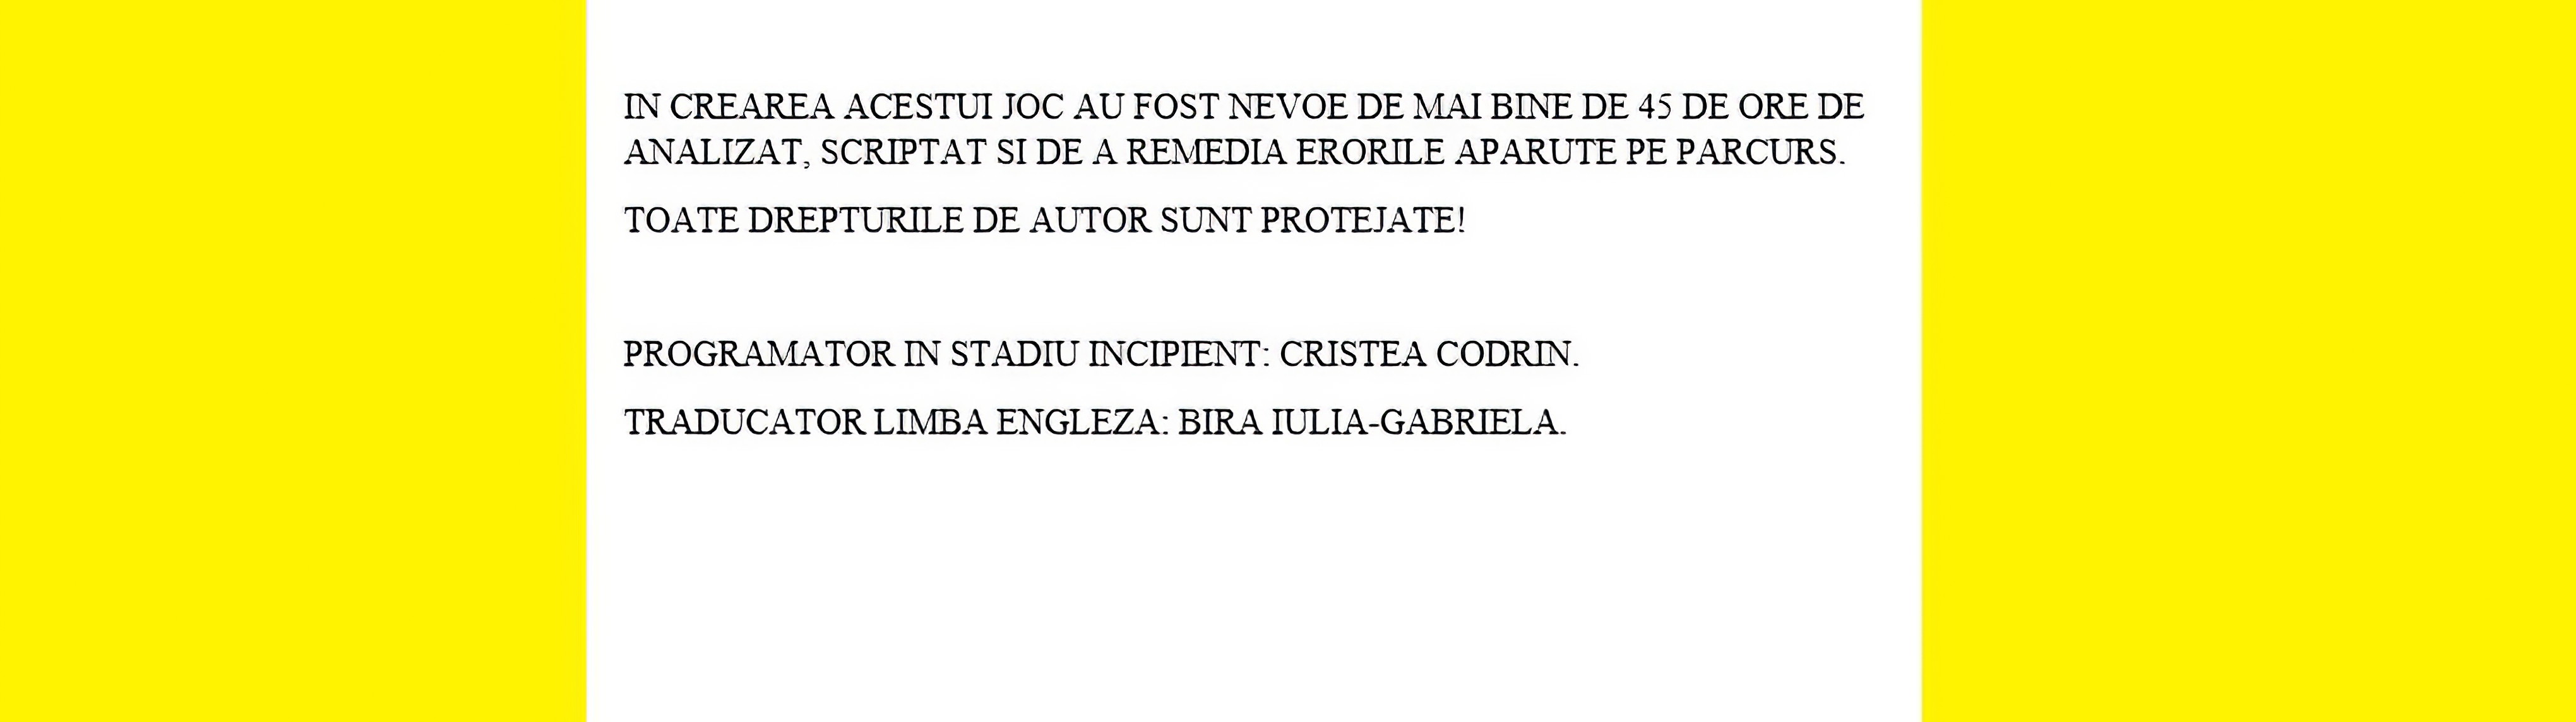 IN CREAREA ACESTUI JOC AU FOST NEVOE DE MAI BINE DE 45 DE ORE DE
ANALIZAT, SCRIPTAT SI DE A REMEDIA ERORILE APARUTE PE PARCURS.
TOATE DREPTURILE DE AUTOR SUNT PROTEJATE!
PROGRAMATOR IN STADIU INCIPIENT: CRISTEA CODRIN.
TRADUCATOR LIMBA ENGLEZA: BIRA IULIA-GABRIELA.